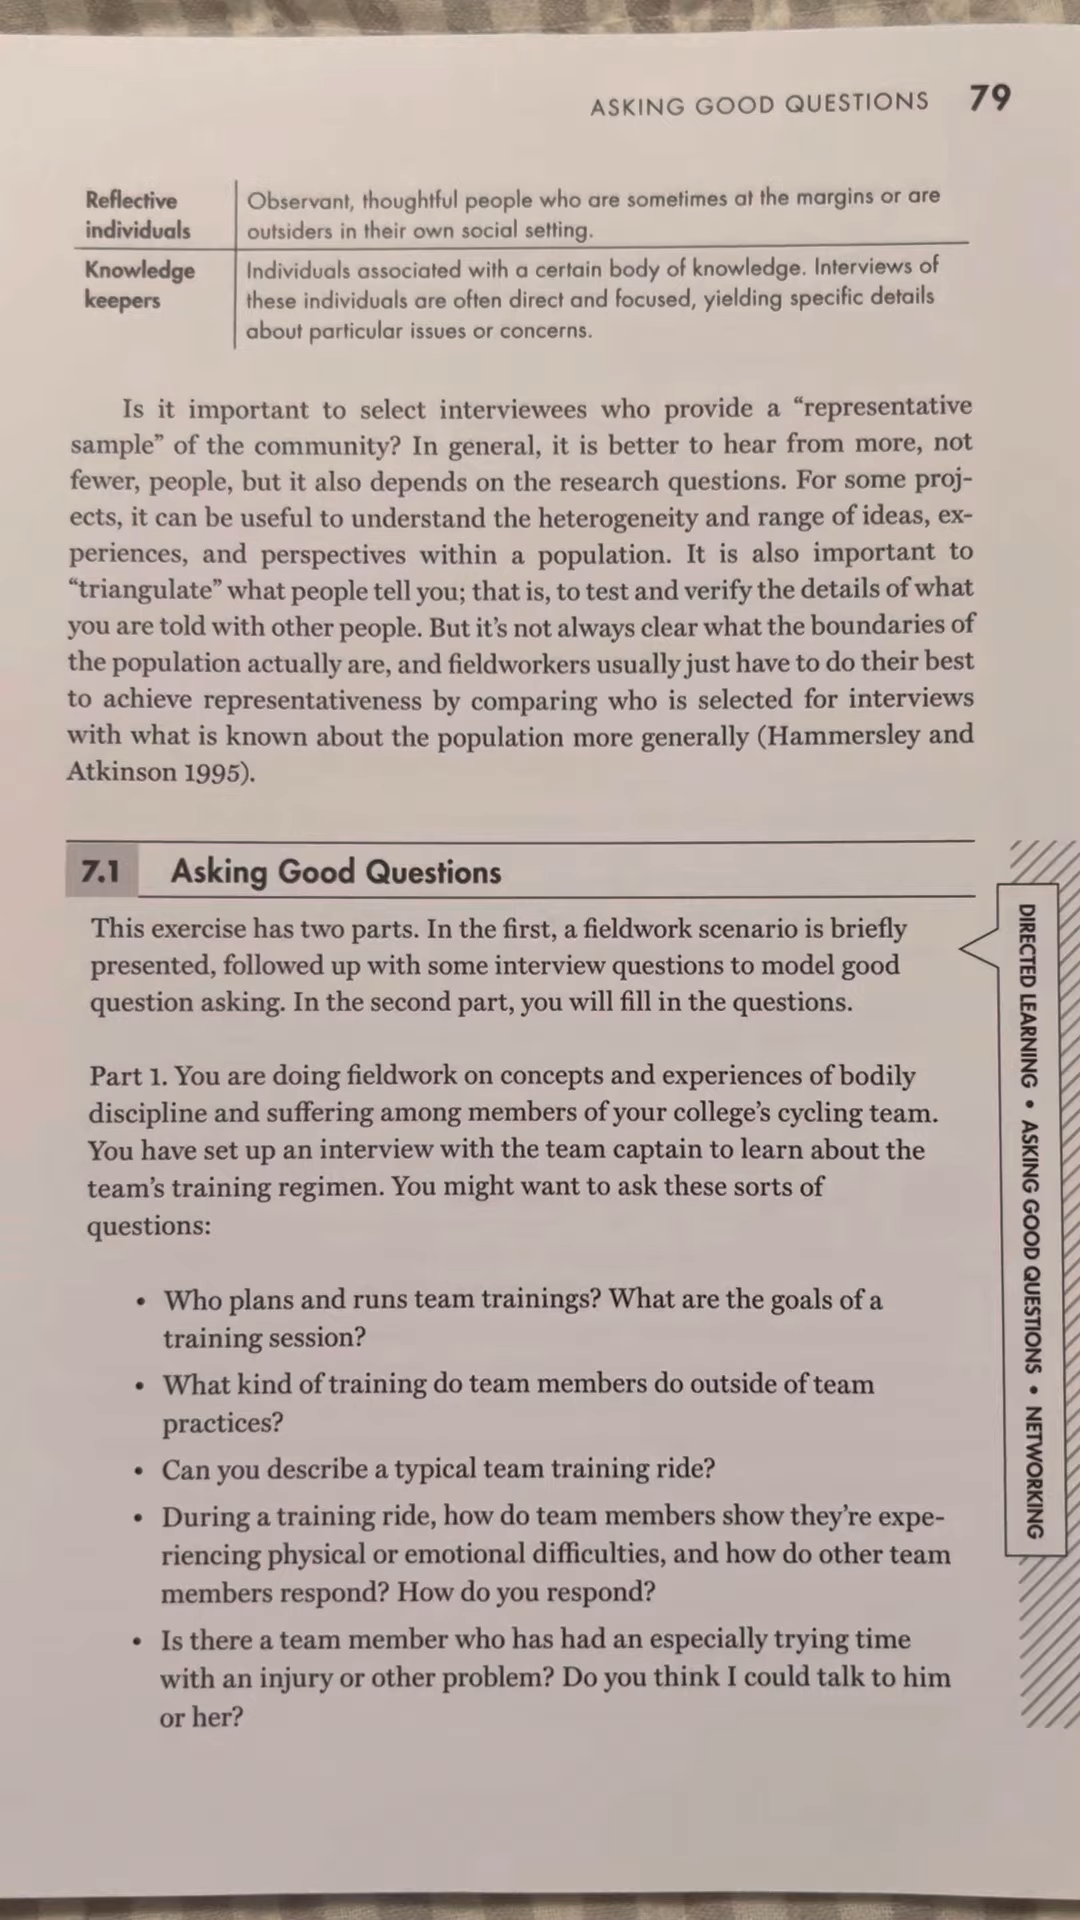 ASKING GOOD QUESTIONS 79
Reflective
individuals
Observant, thoughtful people who are sometimes at the margins or are
outsiders in their own social setting.
Knowledge
keepers
Individuals associated with a certain body of knowledge. Interviews of
these individuals are often direct and focused, yielding specific details
about particular issues or concerns.
Is it important to select interviewees who provide a “representative
sample” of the community? In general, it is better to hear from more, not
fewer, people, but it also depends on the research questions. For some proj-
ects, it can be useful to understand the heterogeneity and range of ideas, ex-
periences, and perspectives within a population. It is also important to
“triangulate” what people tell you; that is, to test and verify the details of what
you are told with other people. But it’s not always clear what the boundaries of
the population actually are, and fieldworkers usually just have to do their best
to achieve representativeness by comparing who is selected for interviews
with what is known about the population more generally (Hammersley and
Atkinson 1995).
7.1 Asking Good Questions
This exercise has two parts. In the first, a fieldwork scenario is briefly
presented, followed up with some interview questions to model good
question asking. In the second part, you will fill in the questions.
Part 1. You are doing fieldwork on concepts and experiences of bodily
discipline and suffering among members of your college’s cycling team.
You have set up an interview with the team captain to learn about the
team’s training regimen. You might want to ask these sorts of
questions:
• Who plans and runs team trainings? What are the goals of a
training session?
• What kind of training do team members do outside of team
practices?
• Can you describe a typical team training ride?
• During a training ride, how do team members show they’re expe-
riencing physical or emotional difficulties, and how do other team
members respond? How do you respond?
• Is there a team member who has had an especially trying time
with an injury or other problem? Do you think I could talk to him
or her?
DIRECTED LEARNING • ASKING GOOD QUESTIONS • NETWORKING